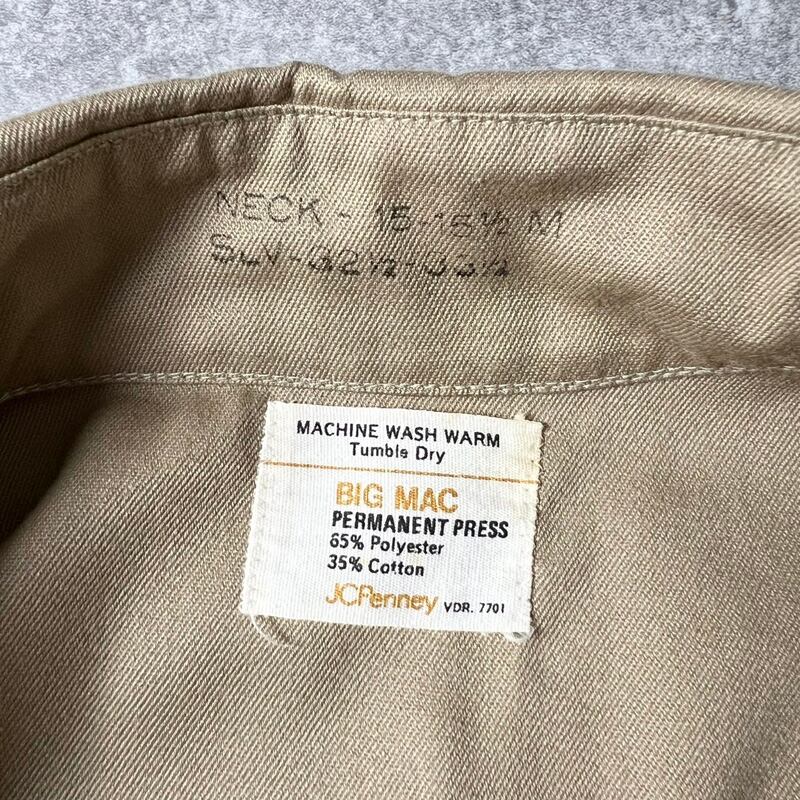 NECK - 15-15½ M
SLV-32½-33½
MACHINE WASH WARM
Tumble Dry
BIG MAC
PERMANENT PRESS
65% Polyester
35% Cotton
JCPenney VDR. 7701